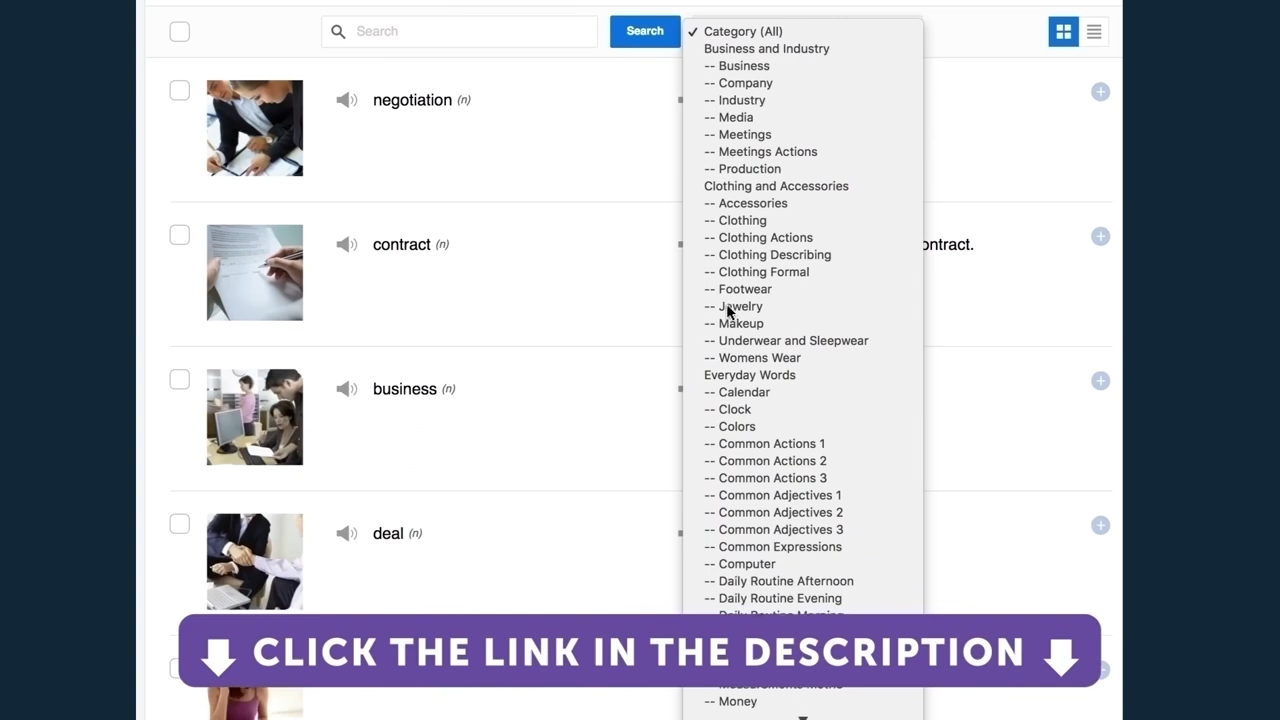 Search
Search
✓ Category (All)
Business and Industry
-- Business
-- Company
-- Industry
-- Media
-- Meetings
-- Meetings Actions
-- Production
Clothing and Accessories
-- Accessories
-- Clothing
-- Clothing Actions
-- Clothing Describing
-- Clothing Formal
-- Footwear
-- Jewelry
-- Makeup
-- Underwear and Sleepwear
-- Womens Wear
Everyday Words
-- Calendar
-- Clock
-- Colors
-- Common Actions 1
-- Common Actions 2
-- Common Actions 3
-- Common Adjectives 1
-- Common Adjectives 2
-- Common Adjectives 3
-- Common Expressions
-- Computer
-- Daily Routine Afternoon
-- Daily Routine Evening
-- Daily Routine Morning
-- Money
negotiation (n)
contract (n)
ontract.
business (n)
deal (n)
CLICK THE LINK IN THE DESCRIPTION